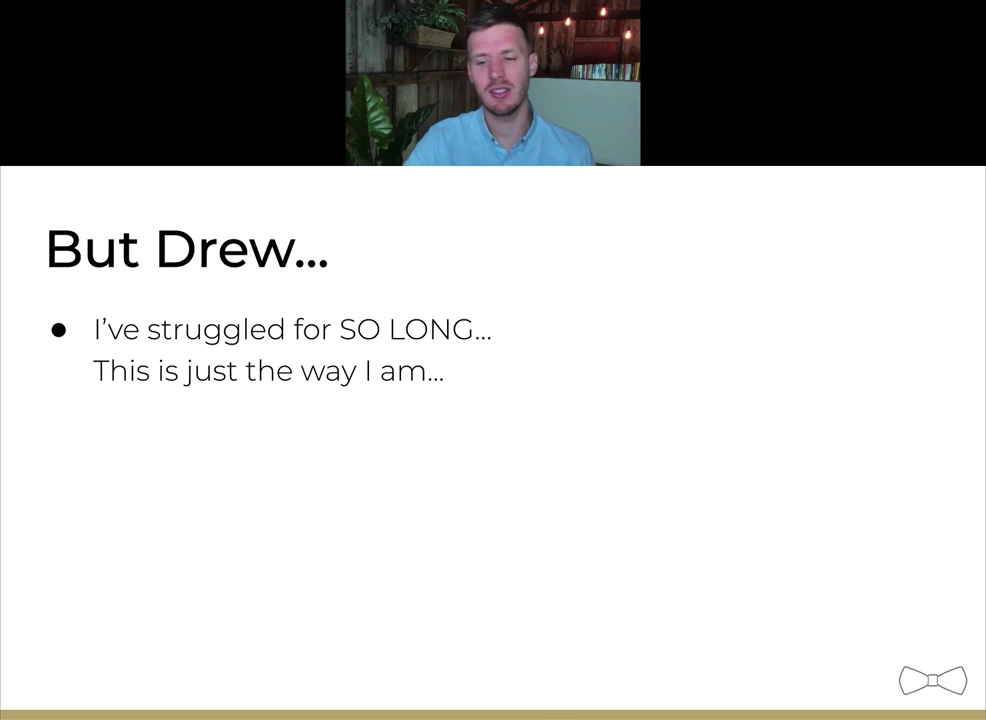 But Drew...
● I’ve struggled for SO LONG...
This is just the way I am...